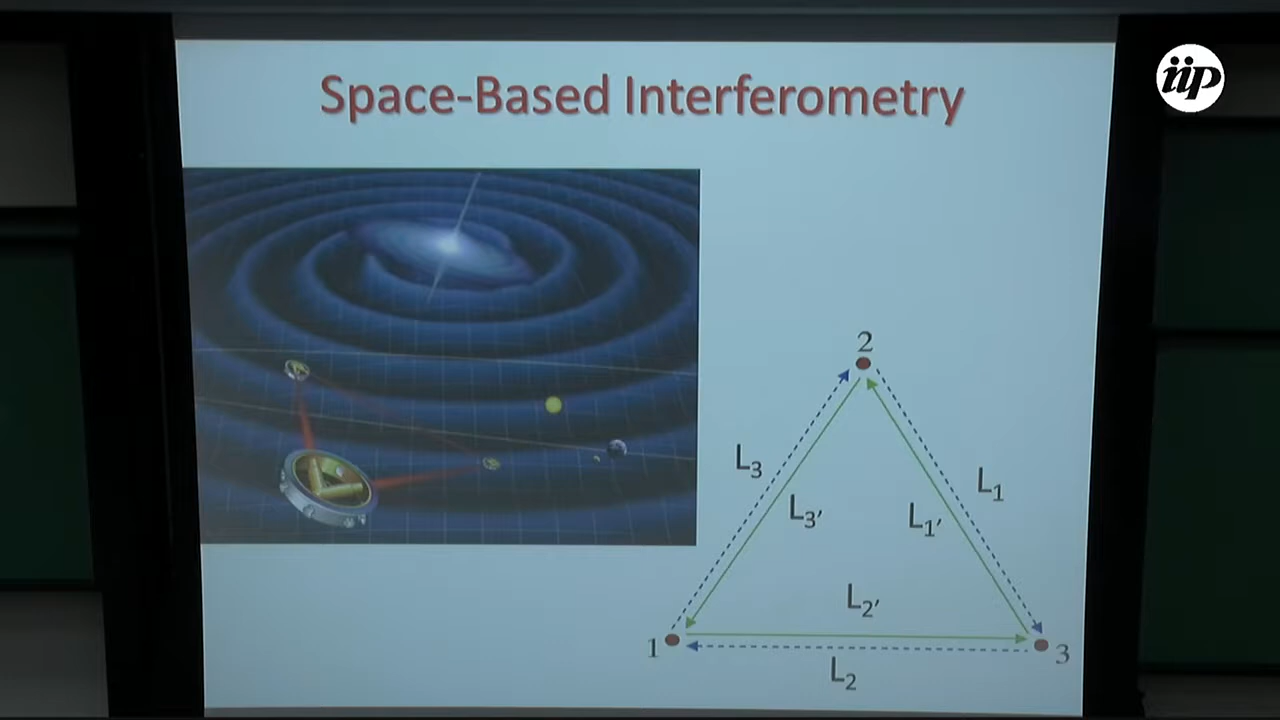 iip
Space-Based Interferometry
2
L3
L1
L3′
L1′
L2′
1
3
L2